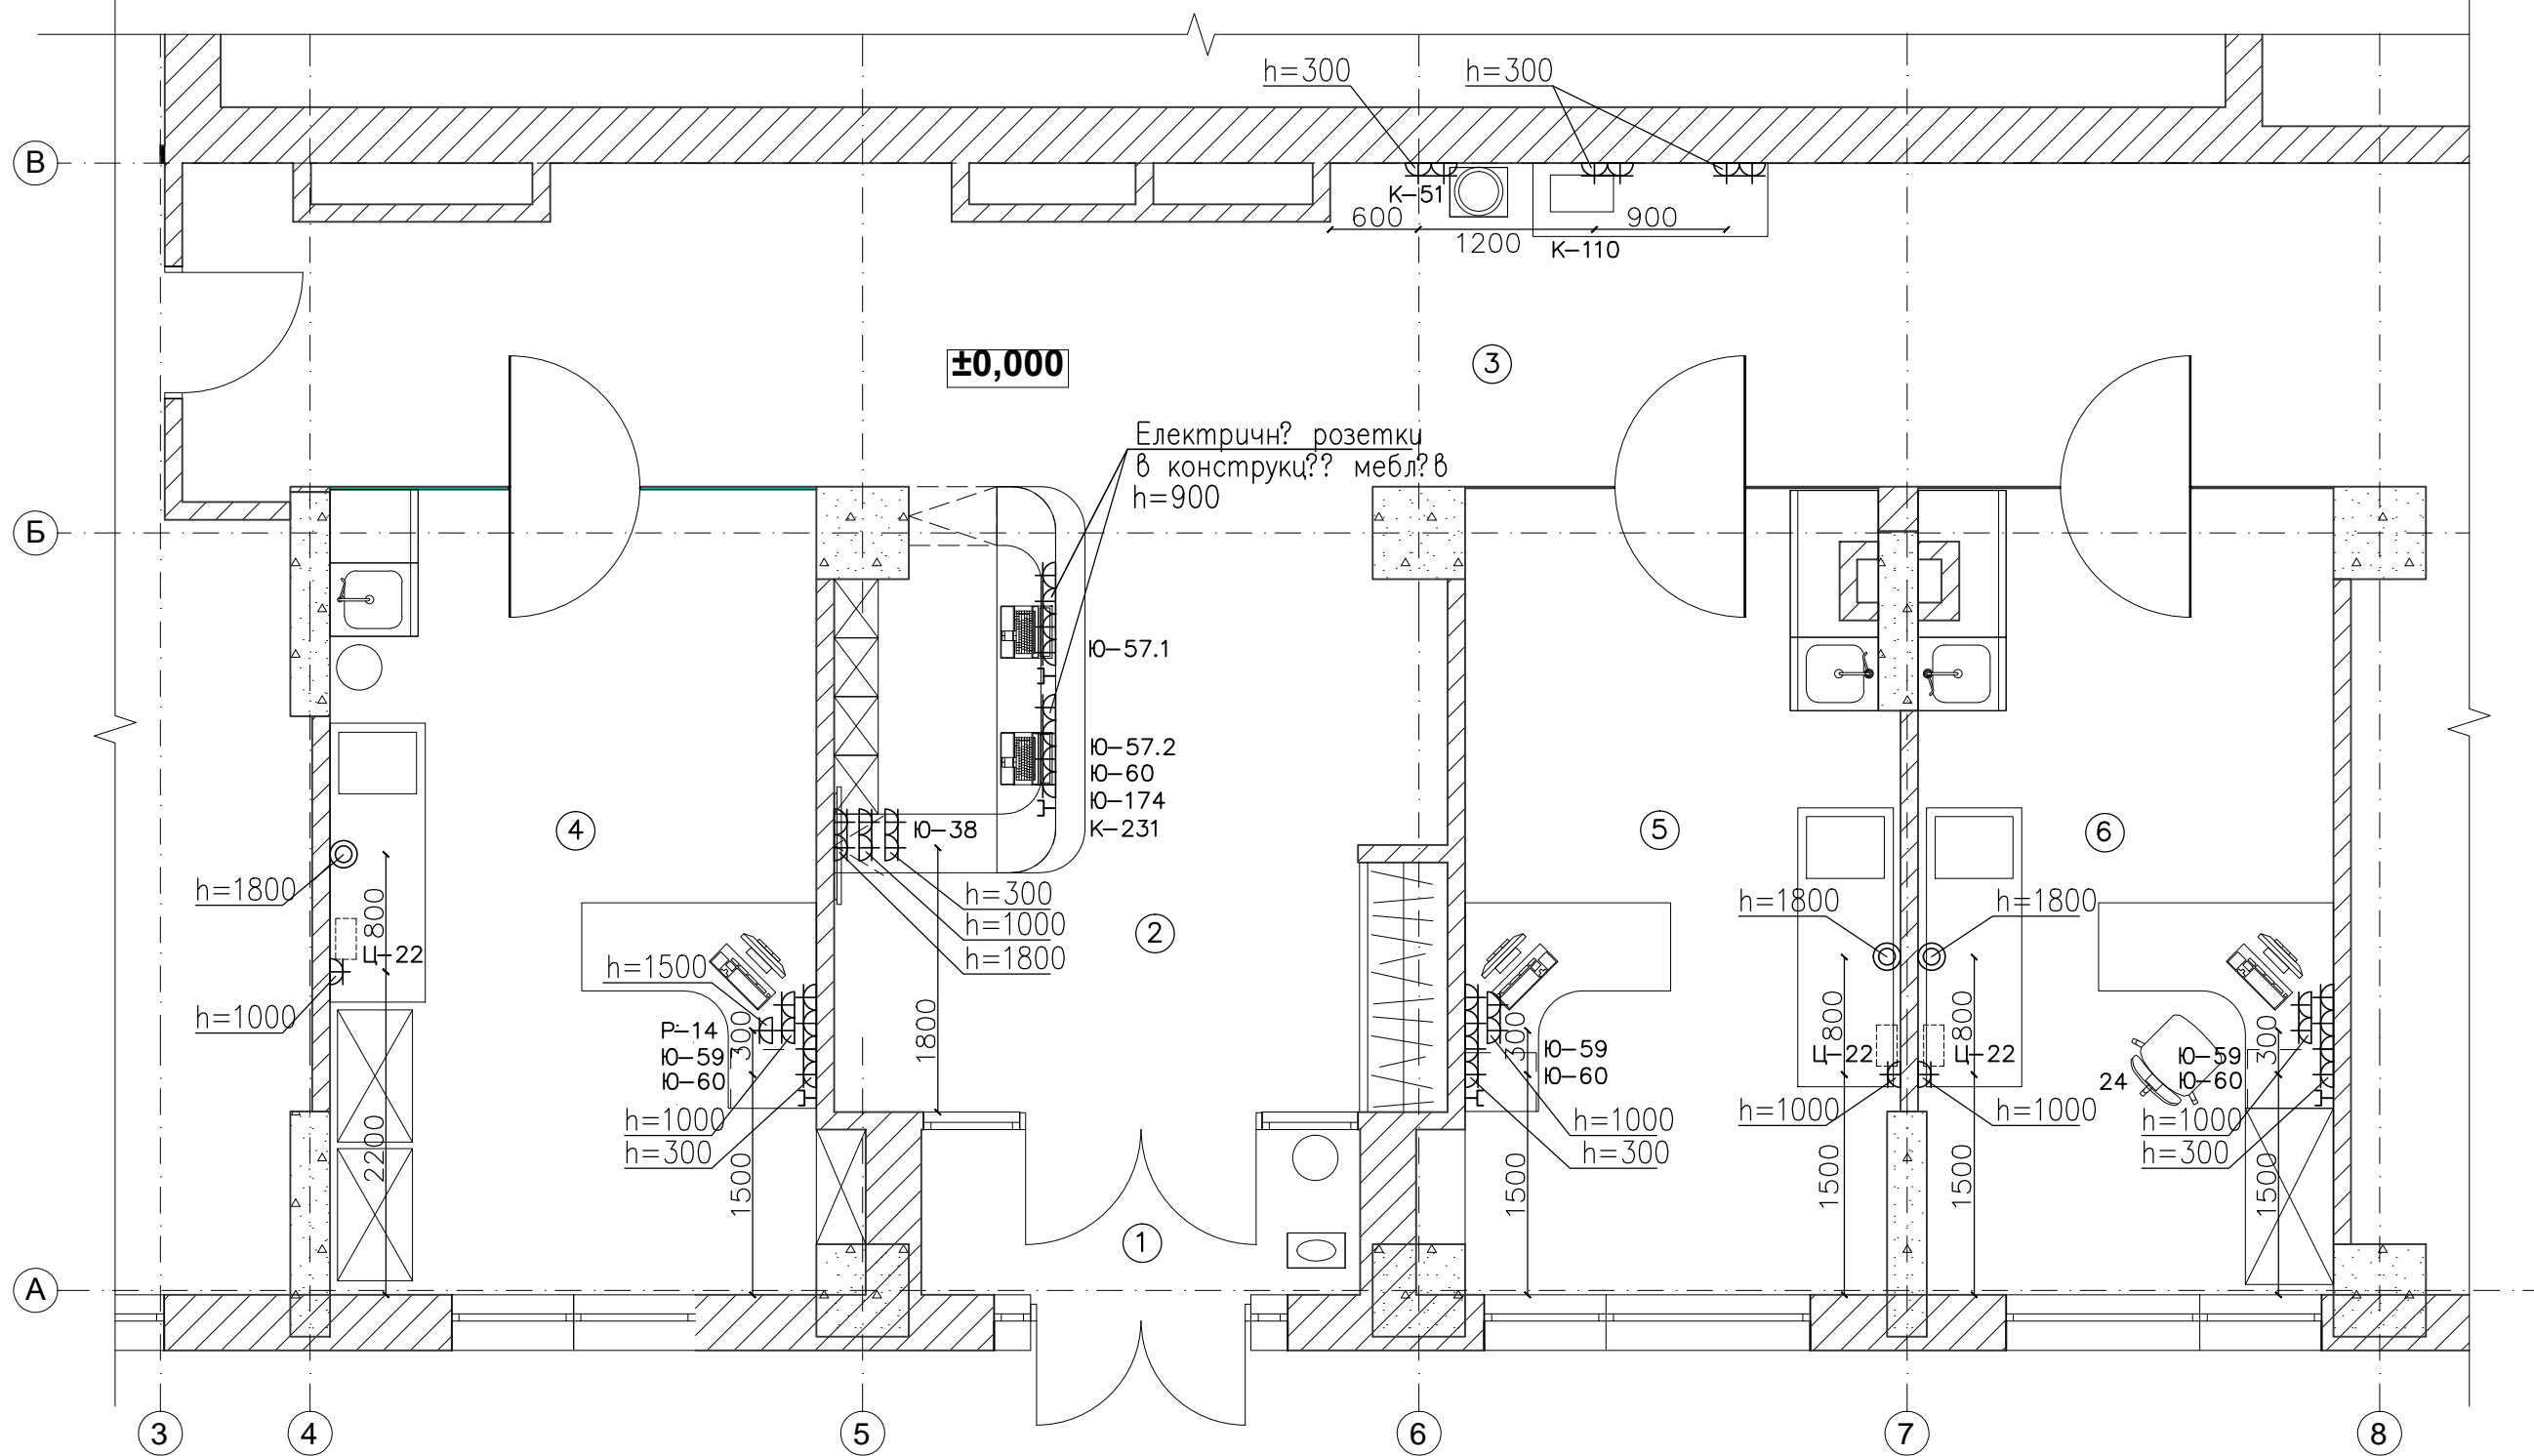 h=300
h=300
В
К-51
600
900
1200
К-110
±0,000
3
Електричн? розетки
в конструкц?? мебл?в
h=900
Б
Ю-57.1
Ю-57.2
Ю-60
Ю-174
К-231
Ю-38
4
5
6
h=1800
800
Ц-22
h=1000
2200
h=300
h=1000
h=1800
2
1800
h=1500
Р-14
Ю-59
Ю-60
300
h=1000
h=300
1500
300
Ю-59
Ю-60
h=1000
h=300
1500
h=1800
h=1800
800
800
Ц-22
Ц-22
h=1000
h=1000
1500
1500
24
Ю-59
Ю-60
300
h=1000
h=300
1500
1
А
3
4
5
6
7
8